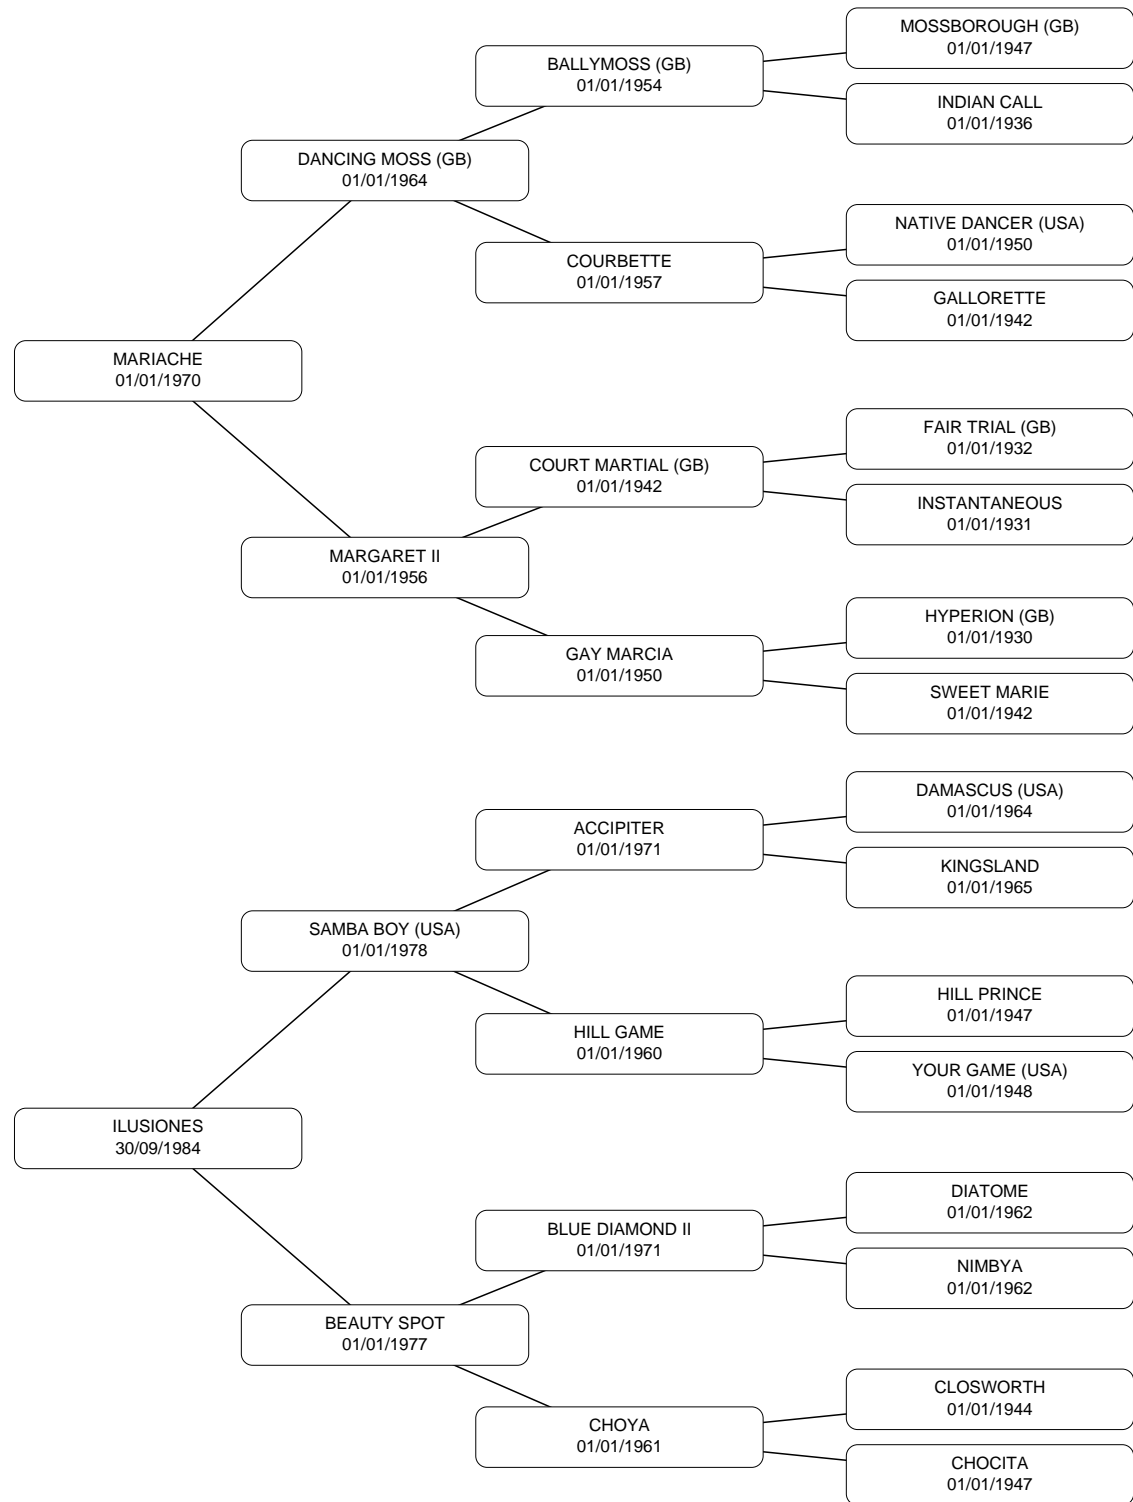 MOSSBOROUGH (GB)
01/01/1947
BALLYMOSS (GB)
01/01/1954
INDIAN CALL
01/01/1936
DANCING MOSS (GB)
01/01/1964
NATIVE DANCER (USA)
01/01/1950
COURBETTE
01/01/1957
GALLORETTE
01/01/1942
MARIACHE
01/01/1970
FAIR TRIAL (GB)
01/01/1932
COURT MARTIAL (GB)
01/01/1942
INSTANTANEOUS
01/01/1931
MARGARET II
01/01/1956
HYPERION (GB)
01/01/1930
GAY MARCIA
01/01/1950
SWEET MARIE
01/01/1942
DAMASCUS (USA)
01/01/1964
ACCIPITER
01/01/1971
KINGSLAND
01/01/1965
SAMBA BOY (USA)
01/01/1978
HILL PRINCE
01/01/1947
HILL GAME
01/01/1960
YOUR GAME (USA)
01/01/1948
ILUSIONES
30/09/1984
DIATOME
01/01/1962
BLUE DIAMOND II
01/01/1971
NIMBYA
01/01/1962
BEAUTY SPOT
01/01/1977
CLOSWORTH
01/01/1944
CHOYA
01/01/1961
CHOCITA
01/01/1947